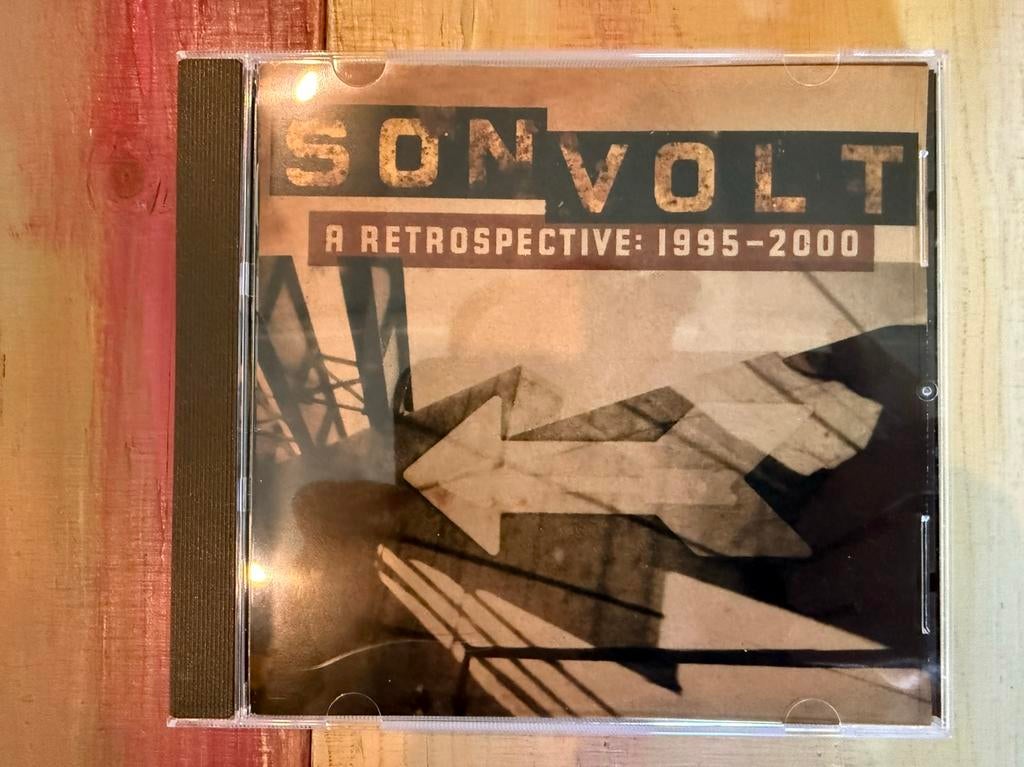 SON VOLT
A RETROSPECTIVE: 1995-2000